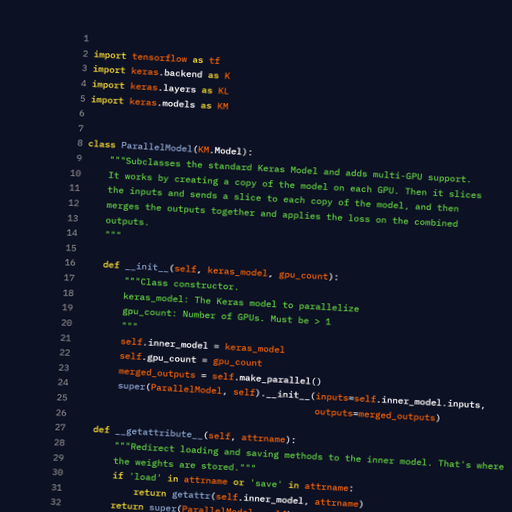 1
2 import tensorflow as tf
3 import keras.backend as K
4 import keras.layers as KL
5 import keras.models as KM
6
7
8 class ParallelModel(KM.Model):
9 """Subclasses the standard Keras Model and adds multi-GPU support.
10 It works by creating a copy of the model on each GPU. Then it slices
11 the inputs and sends a slice to each copy of the model, and then
12 merges the outputs together and applies the loss on the combined
13 outputs.
14 """
15
16 def __init__(self, keras_model, gpu_count):
17 """Class constructor.
18 keras_model: The Keras model to parallelize
19 gpu_count: Number of GPUs. Must be > 1
20 """
21 self.inner_model = keras_model
22 self.gpu_count = gpu_count
23 merged_outputs = self.make_parallel()
24 super(ParallelModel, self).__init__(inputs=self.inner_model.inputs,
25 outputs=merged_outputs)
26
27 def __getattribute__(self, attrname):
28 """Redirect loading and saving methods to the inner model. That's where
29 the weights are stored."""
30 if 'load' in attrname or 'save' in attrname:
31 return getattr(self.inner_model, attrname)
32 return super(ParallelModel,